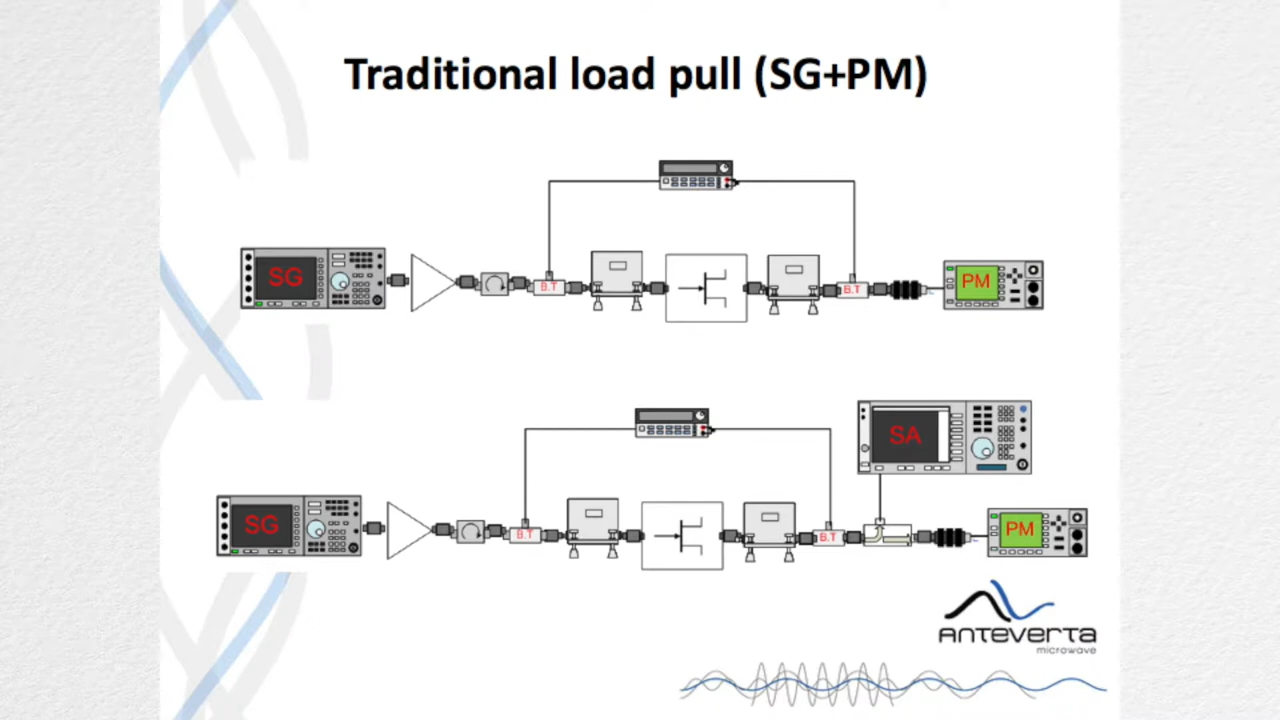 Traditional load pull (SG+PM)
SG
B.T
B.T
PM
SA
SG
B.T
B.T
PM
ANTEVERTA
microwave